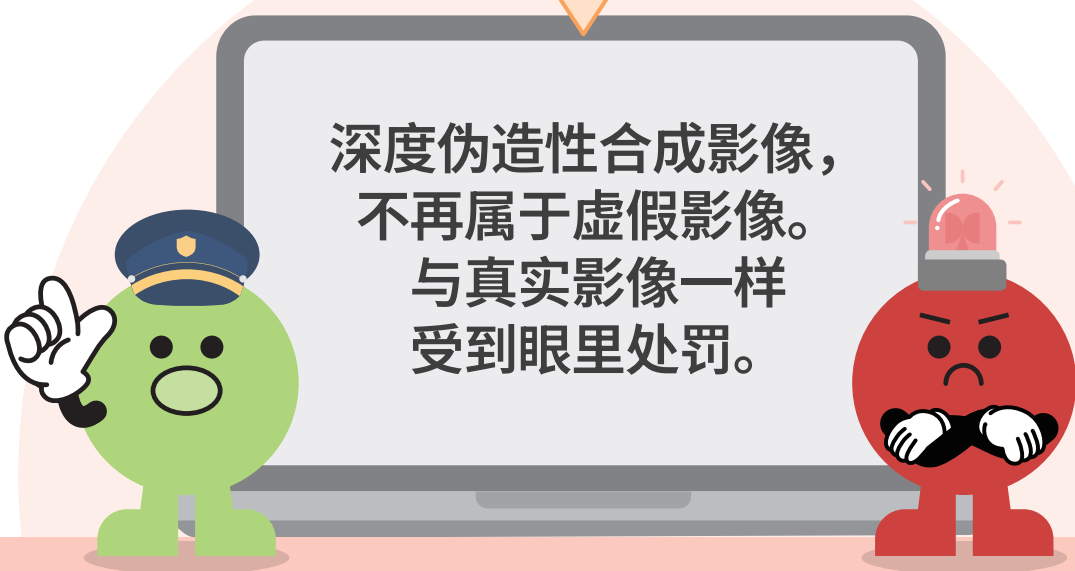 深度伪造性合成影像，
不再属于虚假影像。
与真实影像一样
受到眼里处罚。